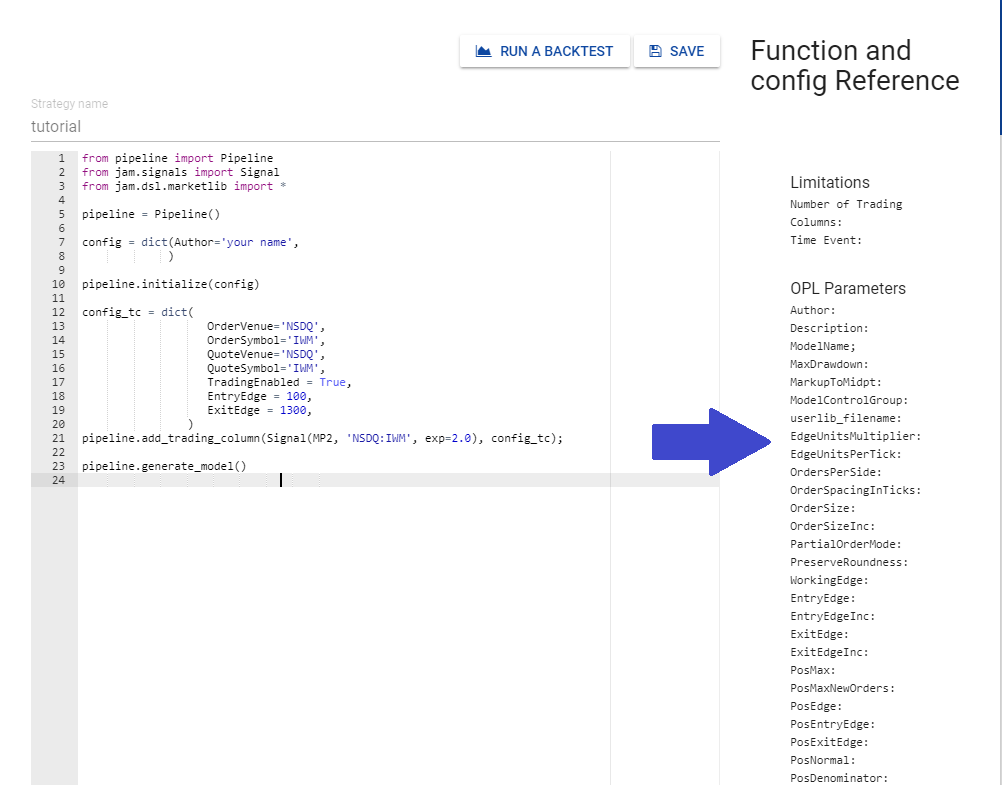 RUN A BACKTEST
SAVE
Function and
config Reference
Strategy name
tutorial
1 from pipeline import Pipeline
2 from jam.signals import Signal
3 from jam.dsl.marketlib import *
4
5 pipeline = Pipeline()
6
7 config = dict(Author='your name',
8 )
9
10 pipeline.initialize(config)
11
12 config_tc = dict(
13 OrderVenue='NSDQ',
14 OrderSymbol='IWM',
15 QuoteVenue='NSDQ',
16 QuoteSymbol='IWM',
17 TradingEnabled = True,
18 EntryEdge = 100,
19 ExitEdge = 1300,
20 )
21 pipeline.add_trading_column(Signal(MP2, 'NSDQ:IWM', exp=2.0), config_tc);
22
23 pipeline.generate_model()
24
Limitations
Number of Trading
Columns:
Time Event:
OPL Parameters
Author:
Description:
ModelName;
MaxDrawdown:
MarkupToMidpt:
ModelControlGroup:
userlib_filename:
EdgeUnitsMultiplier:
EdgeUnitsPerTick:
OrdersPerSide:
OrderSpacingInTicks:
OrderSize:
OrderSizeInc:
PartialOrderMode:
PreserveRoundness:
WorkingEdge:
EntryEdge:
EntryEdgeInc:
ExitEdge:
ExitEdgeInc:
PosMax:
PosMaxNewOrders:
PosEdge:
PosEntryEdge:
PosExitEdge:
PosNormal:
PosDenominator: